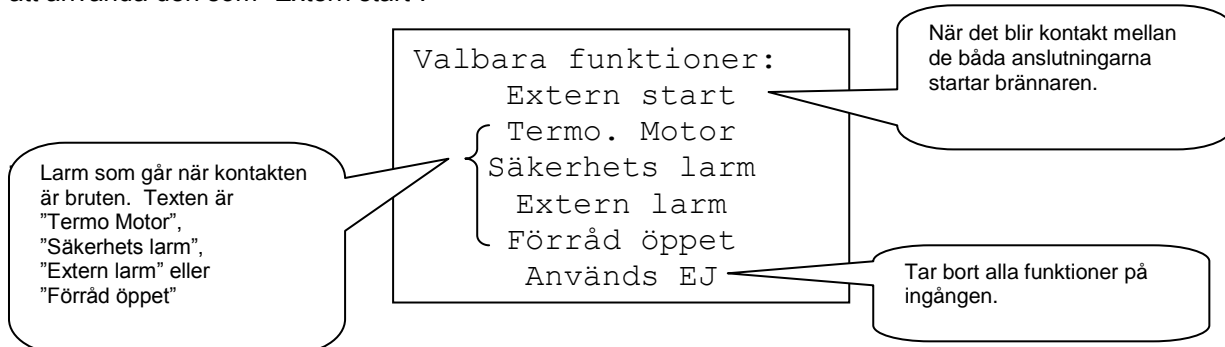 att använda den som "Extern start".
Valbara funktioner:
Extern start
Termo. Motor
Säkerhets larm
Extern larm
Förråd öppet
Används EJ
När det blir kontakt mellan
de båda anslutningarna
startar brännaren.
Larm som går när kontakten
är bruten.  Texten är
"Termo Motor",
"Säkerhets larm",
"Extern larm" eller
"Förråd öppet"
Tar bort alla funktioner på
ingången.